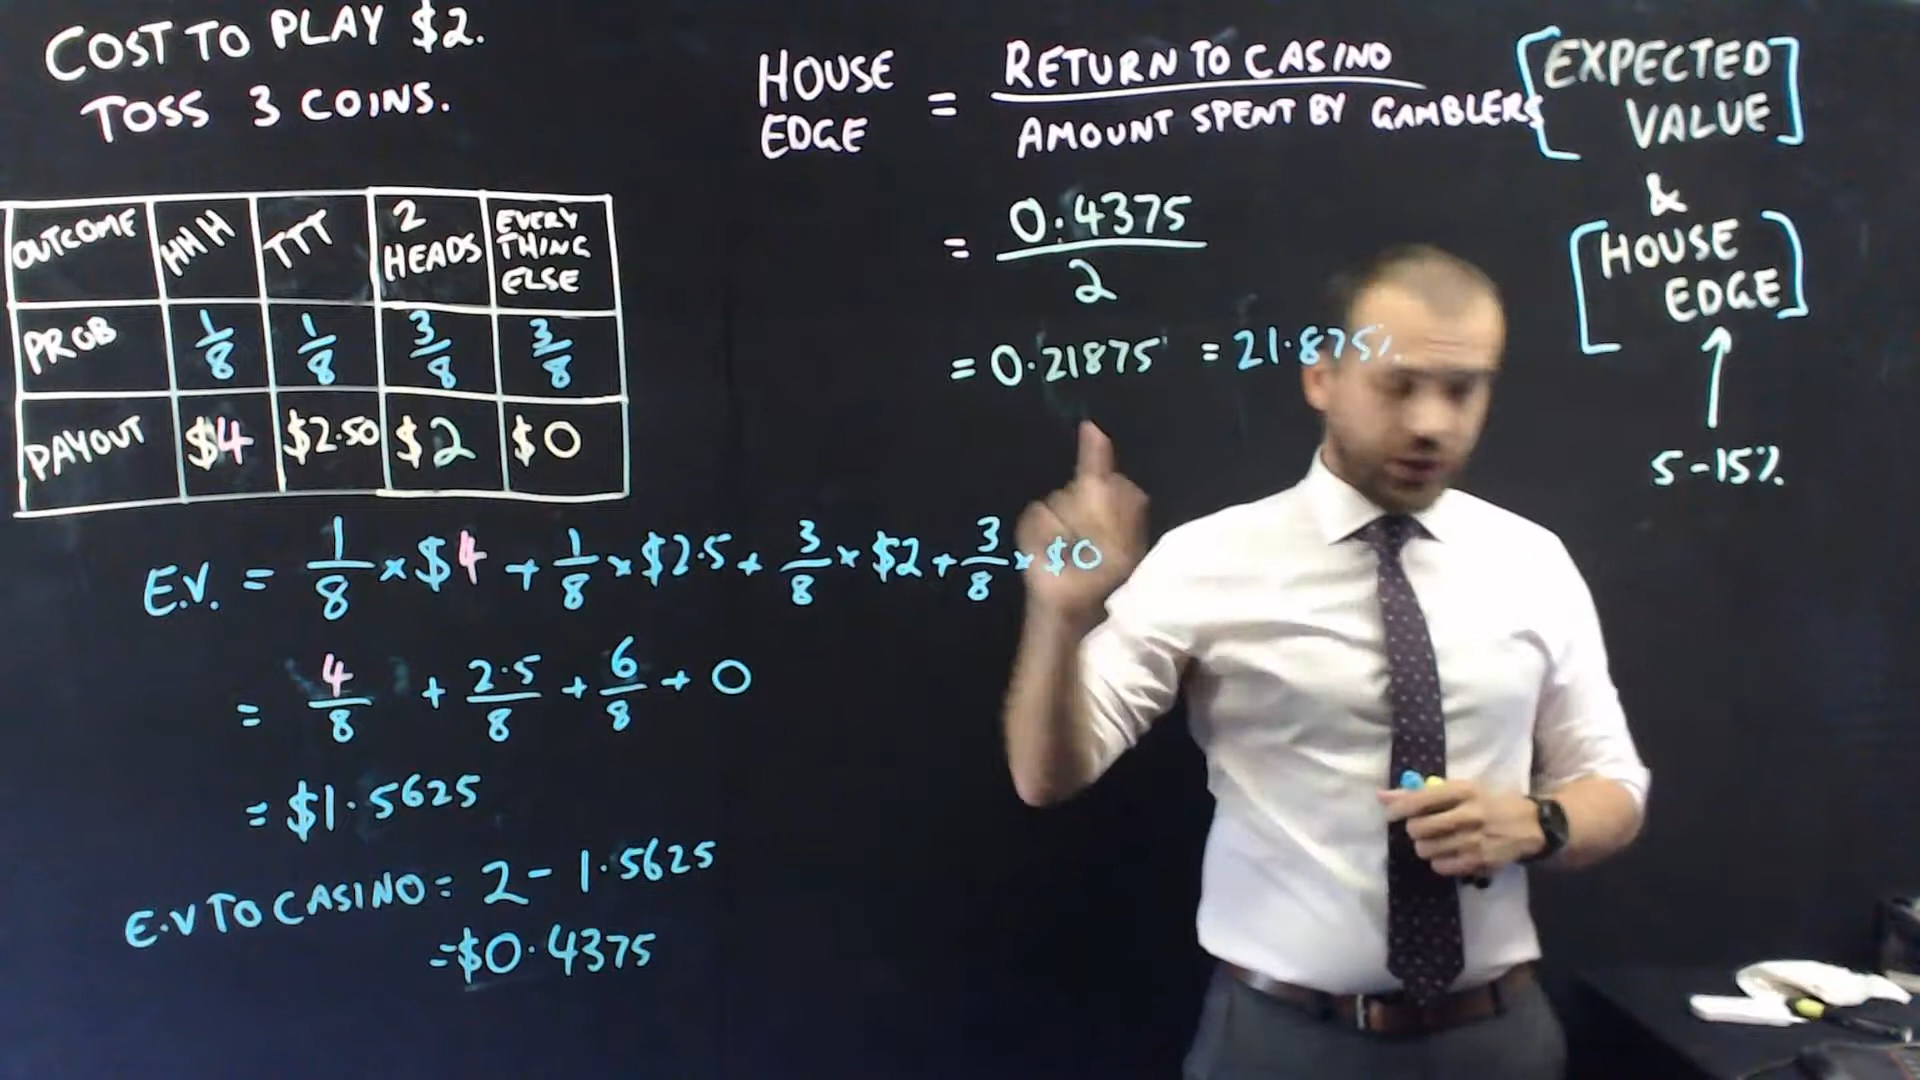 COST TO PLAY $2.
TOSS 3 COINS.
OUTCOME HHH TTT 2 HEADS EVERY THING ELSE
PROB 1/8 1/8 3/8 3/8
PAYOUT $4 $2.50 $2 $0
E.V. = 1/8 × $4 + 1/8 × $2.5 + 3/8 × $2 + 3/8 × $0
= 4/8 + 2.5/8 + 6/8 + 0
= $1.5625
E.V TO CASINO = 2 - 1.5625
= $0.4375
HOUSE EDGE = RETURN TO CASINO / AMOUNT SPENT BY GAMBLERS
= 0.4375 / 2
= 0.21875 = 21.875%
[EXPECTED
VALUE]
&
[HOUSE
EDGE]
5-15%